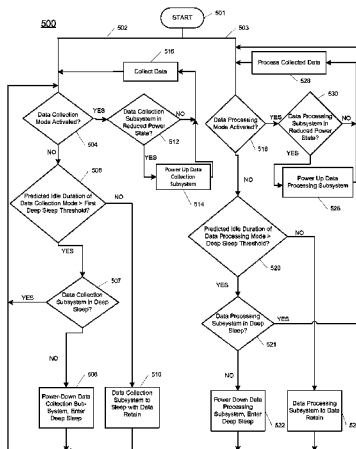 500
START
501
502
503
516
Collect Data
Process Collected Data
528
Data Collection
Mode Activated?
504
YES
Data Collection
Subsystem in
Reduced Power
State?
512
NO
YES
Power Up Data Collection
Subsystem
514
Data Processing
Mode Activated?
518
YES
530
Data Processing
Subsystem in
Reduced Power
State?
NO
YES
Power Up Data
Processing Subsystem
526
NO
506
Predicted Idle Duration of
Data Collection Mode > First
Deep Sleep Threshold?
NO
YES
NO
Predicted Idle Duration of
Data Processing Mode >
Deep Sleep Threshold?
NO
520
YES
507
YES
Data Collection
Subsystem in Deep
Sleep?
NO
Data Processing
Subsystem in Deep
Sleep?
YES
521
NO
508
Power-Down Data
Collection Sub-
System, Enter
Deep Sleep
510
Data Collection
Subsystem to
Sleep with Data
Retain
Power Down Data
Processing
Subsystem, Enter
Deep Sleep
522
Data Processing
Subsystem to Data
Retain